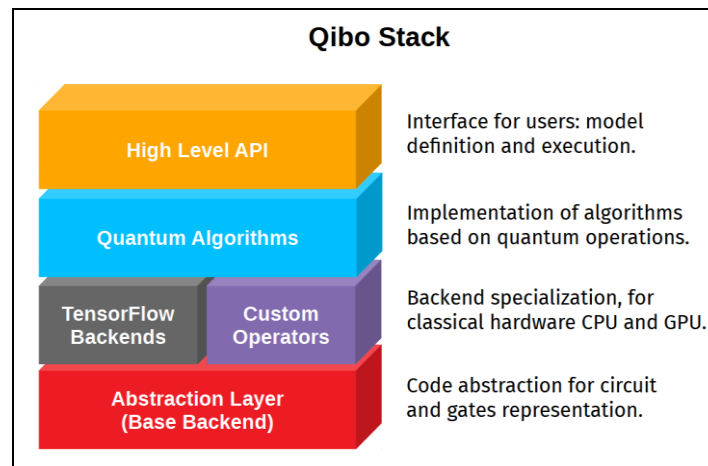 Qibo Stack
High Level API
Interface for users: model
definition and execution.
Quantum Algorithms
Implementation of algorithms
based on quantum operations.
TensorFlow
Backends
Custom
Operators
Backend specialization, for
classical hardware CPU and GPU.
Abstraction Layer
(Base Backend)
Code abstraction for circuit
and gates representation.